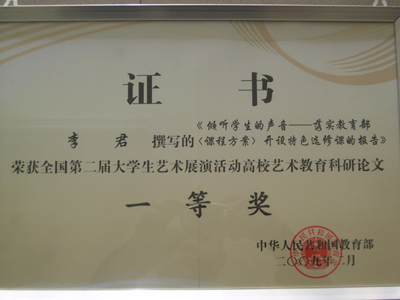 证书
《倾听学生的声音——落实教育部
李君 撰写的《课程方案》开设特色选修课的报告》
荣获全国第二届大学生艺术展演活动高校艺术教育科研论文
一等奖
中华人民共和国教育部
二〇〇九年二月